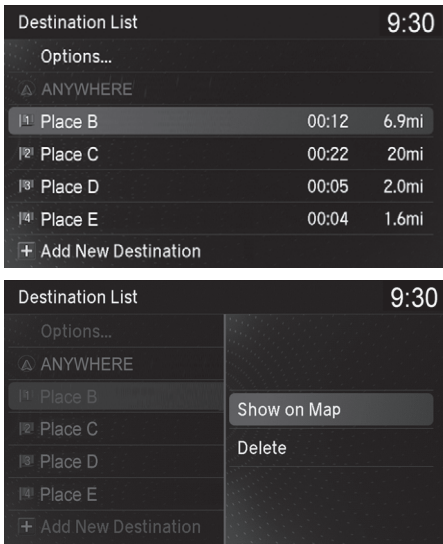 Destination List 9:30
Options...
ANYWHERE
1 Place B 00:12 6.9mi
2 Place C 00:22 20mi
3 Place D 00:05 2.0mi
4 Place E 00:04 1.6mi
+ Add New Destination
Destination List 9:30
Options...
ANYWHERE
1 Place B
2 Place C
3 Place D
4 Place E
+ Add New Destination
Show on Map
Delete